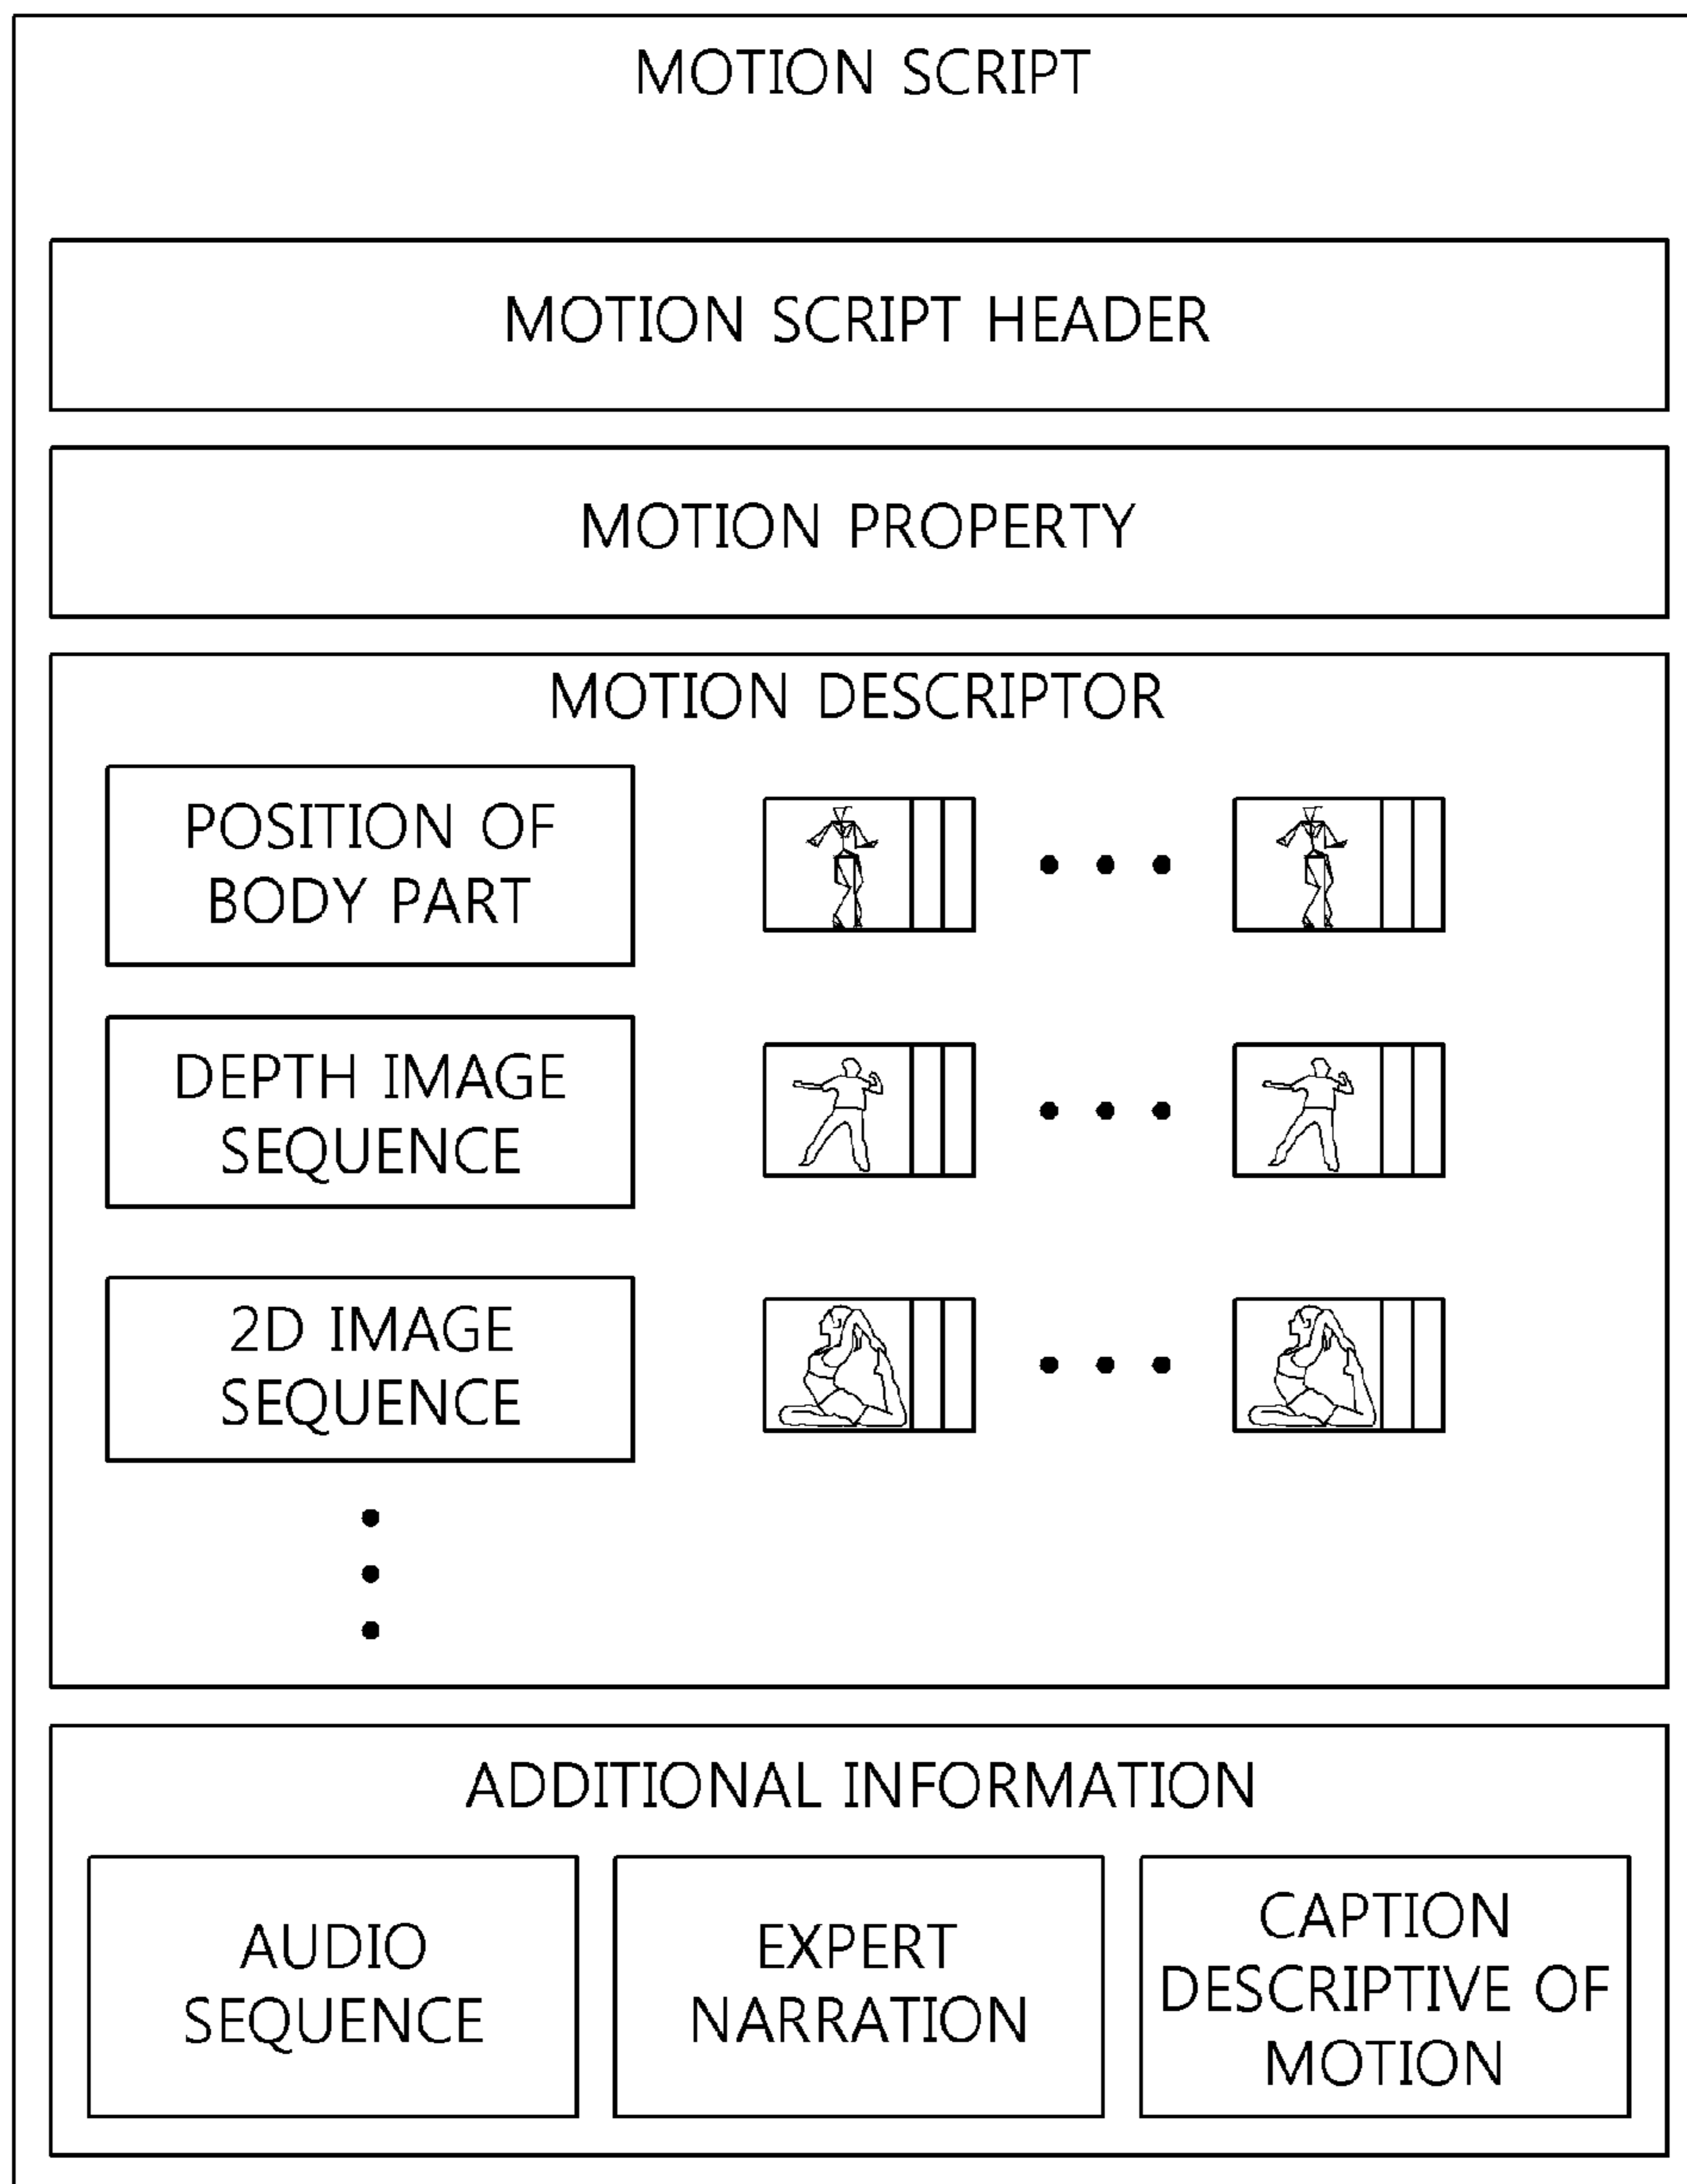 MOTION SCRIPT
MOTION SCRIPT HEADER
MOTION PROPERTY
MOTION DESCRIPTOR
POSITION OF
BODY PART
DEPTH IMAGE
SEQUENCE
2D IMAGE
SEQUENCE
ADDITIONAL INFORMATION
AUDIO
SEQUENCE
EXPERT
NARRATION
CAPTION
DESCRIPTIVE OF
MOTION